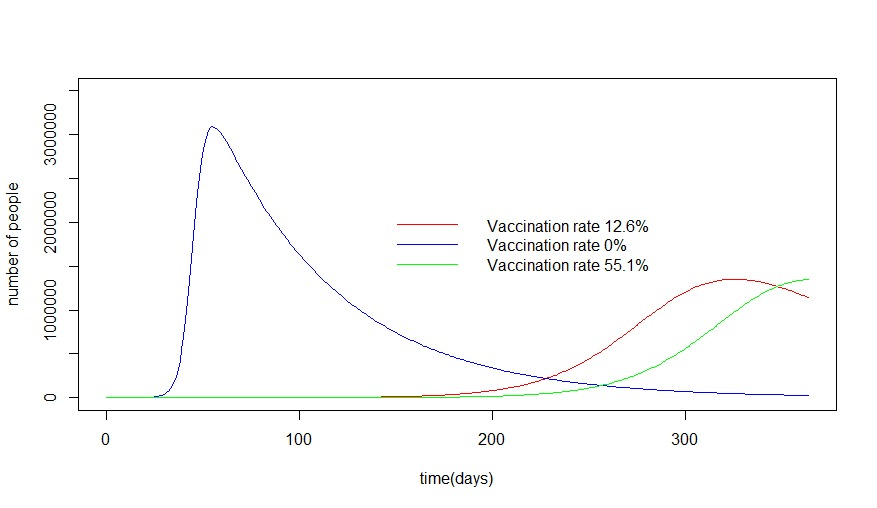 number of people
3000000
2000000
1000000
0
Vaccination rate 12.6%
Vaccination rate 0%
Vaccination rate 55.1%
0 100 200 300
time(days)